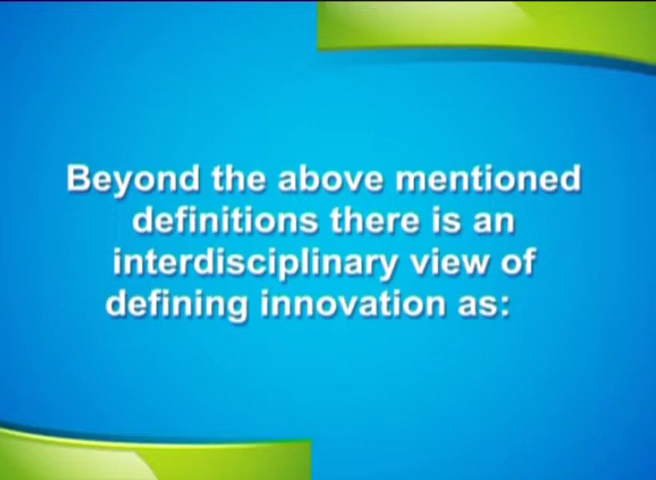 Beyond the above mentioned
definitions there is an
interdisciplinary view of
defining innovation as: